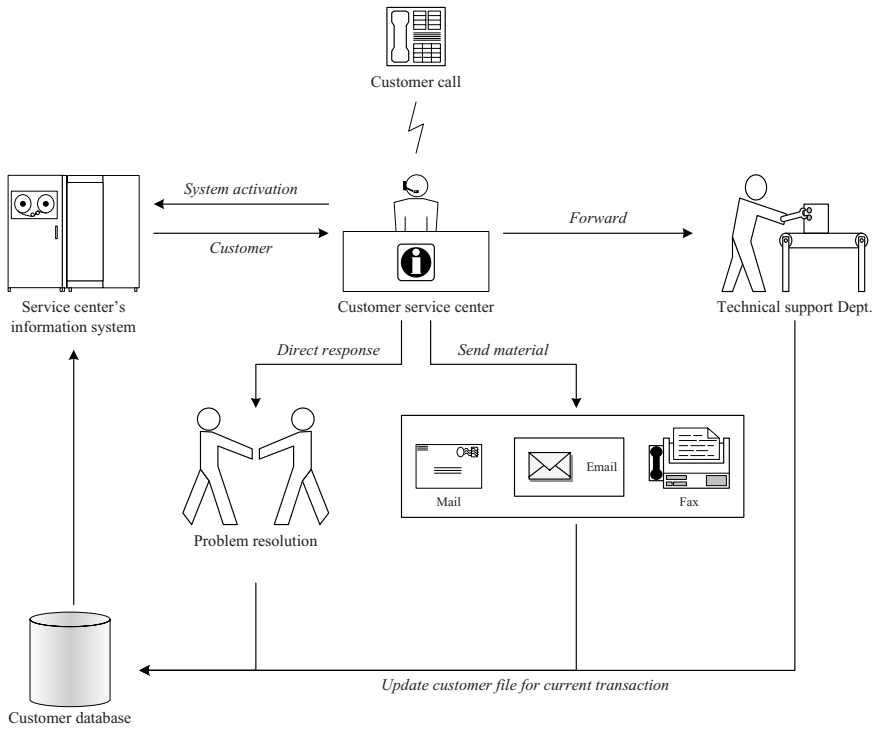 Customer call
System activation
Customer
Forward
Service center's
information system
Customer service center
Technical support Dept.
Direct response
Send material
Mail
Email
Fax
Problem resolution
Update customer file for current transaction
Customer database